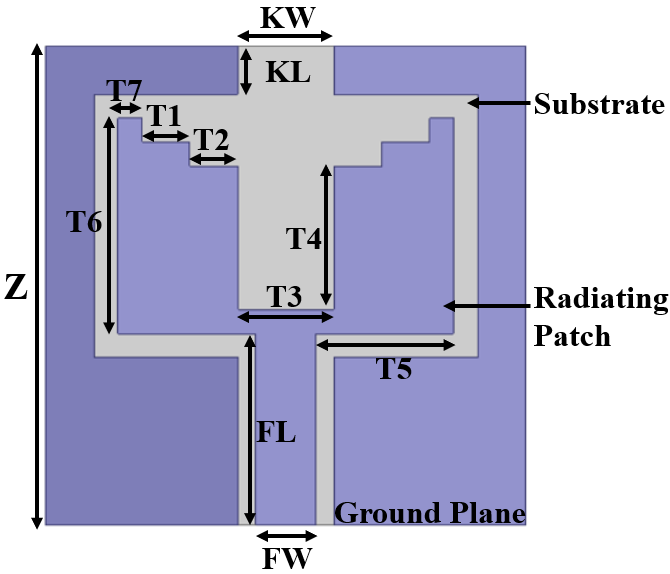 KW
KL
T7
T1
Substrate
T2
T6
T4
Z
T3
Radiating
Patch
T5
FL
Ground Plane
FW